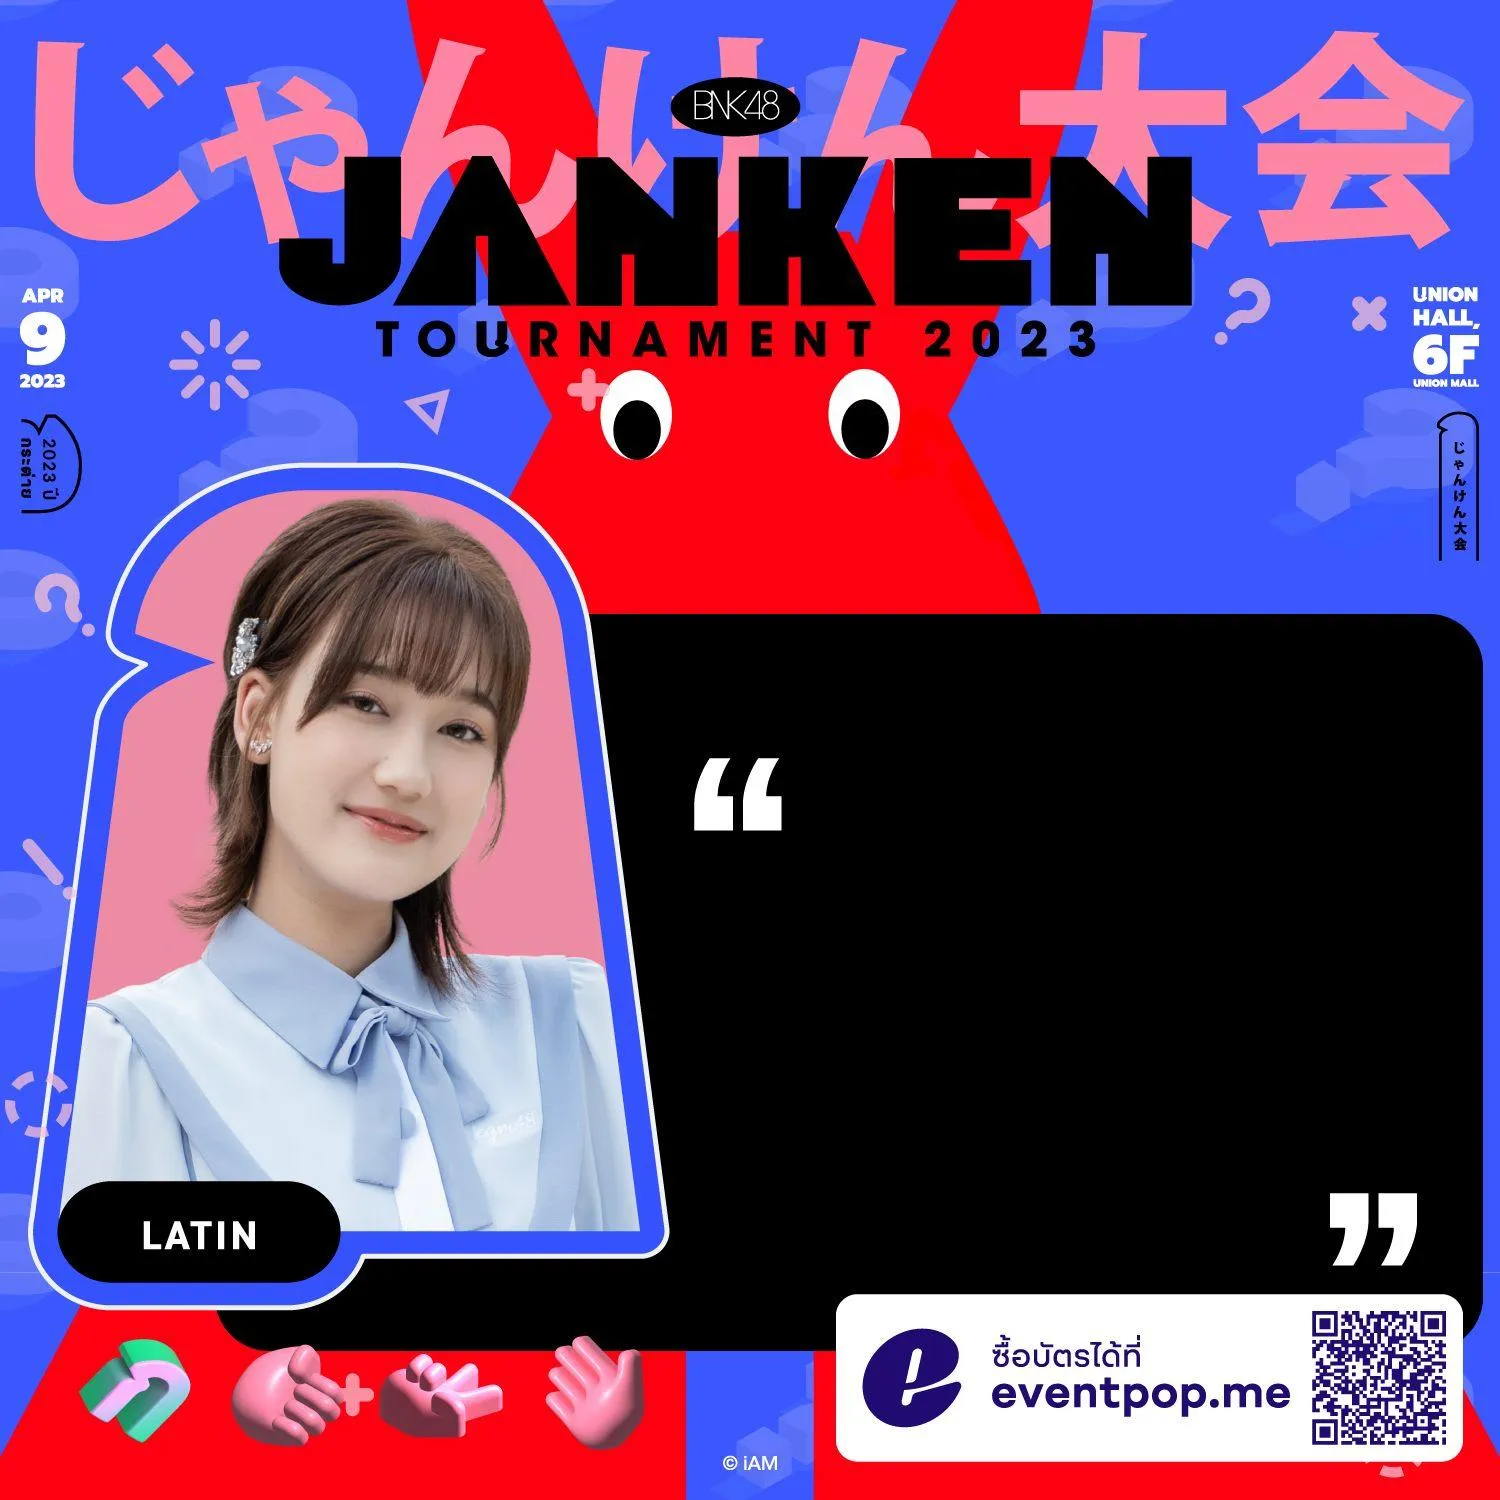 じゃんけん大会
BNK48
JANKEN
TOURNAMENT 2023
APR
9
2023
2023 ปี
กระต่าย
UNION
HALL,
6F
UNION MALL
じゃんけん大会
“
”
LATIN
ซื้อบัตรได้ที่
eventpop.me
© iAM